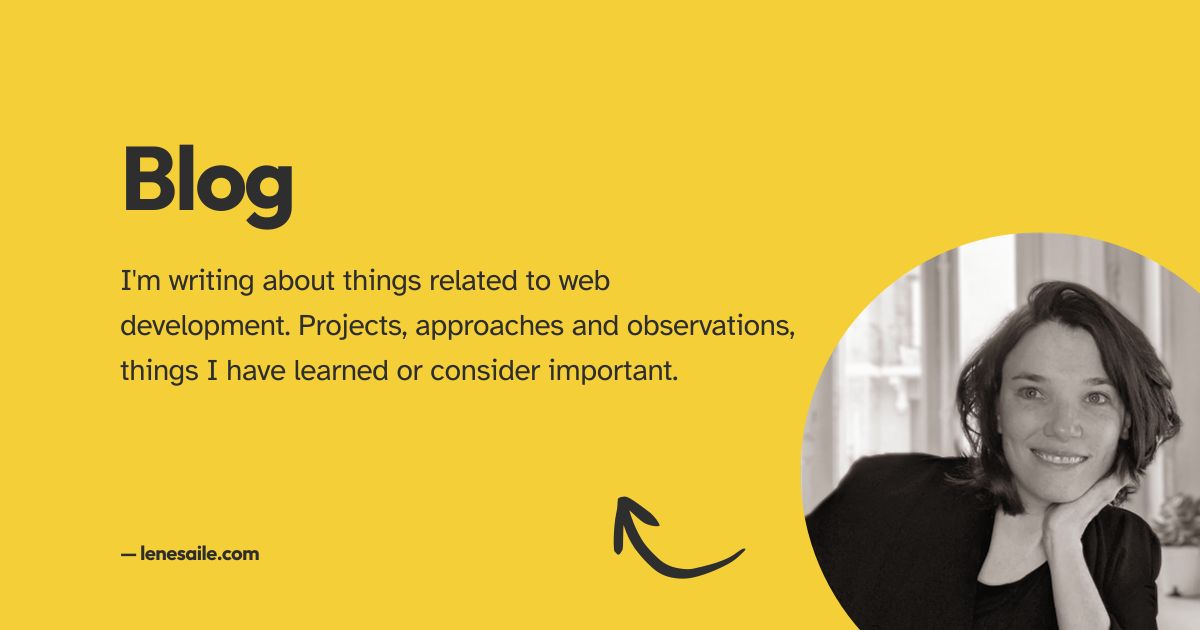 Blog
I'm writing about things related to web
development. Projects, approaches and observations,
things I have learned or consider important.
— lenesaile.com